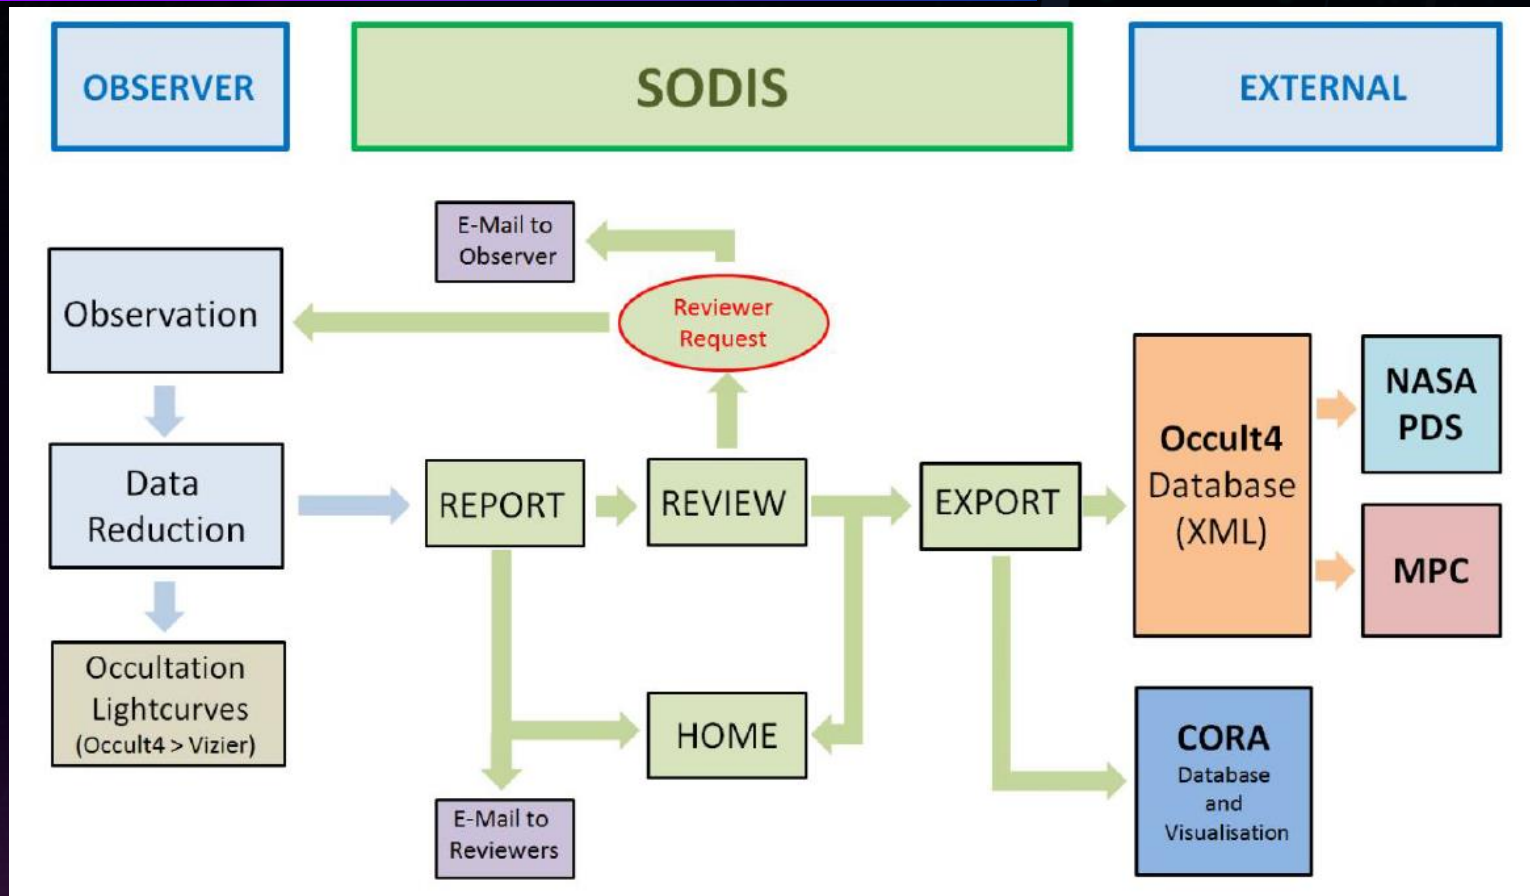 OBSERVER
SODIS
EXTERNAL
E-Mail to
Observer
Observation
Reviewer
Request
Data
Reduction
REPORT
REVIEW
EXPORT
Occult4
Database
(XML)
NASA
PDS
MPC
Occultation
Lightcurves
(Occult4 > Vizier)
HOME
E-Mail to
Reviewers
CORA
Database
and
Visualisation